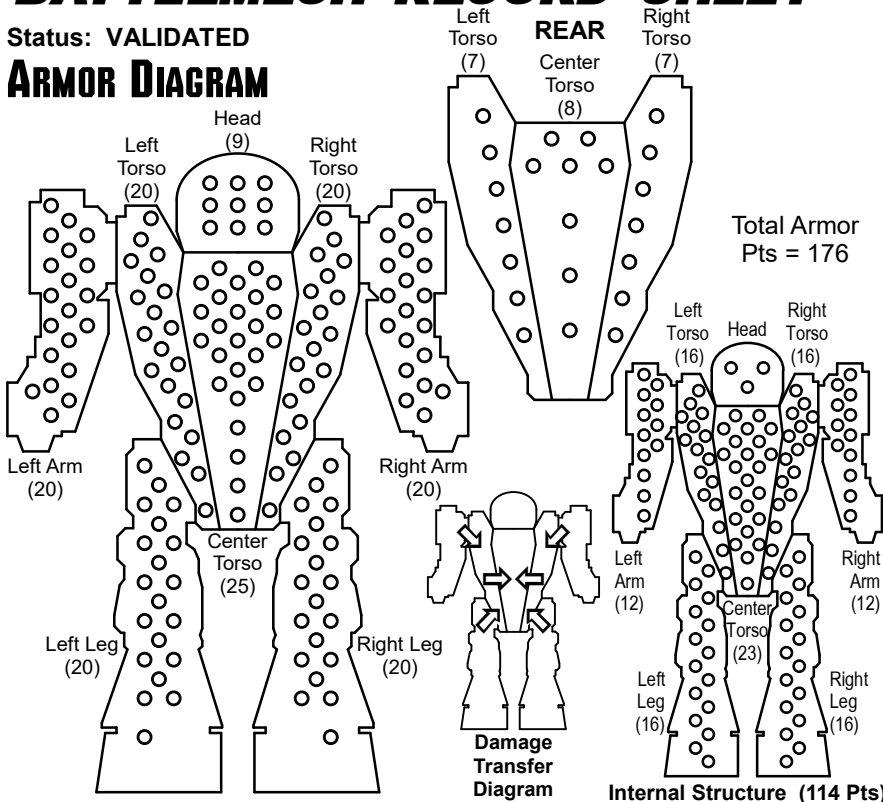 BATTLEMECH RECORD SHEET
Status: VALIDATED
ARMOR DIAGRAM
Head
(9)
Left
Torso
(20)
Right
Torso
(20)
Left Arm
(20)
Right Arm
(20)
Center
Torso
(25)
Left Leg
(20)
Right Leg
(20)
Left
Torso
(7)
REAR
Center
Torso
(8)
Right
Torso
(7)
Total Armor
Pts = 176
Left
Torso
(16)
Head
Right
Torso
(16)
Left
Arm
(12)
Right
Arm
(12)
Center
Torso
(23)
Left
Leg
(16)
Right
Leg
(16)
Damage
Transfer
Diagram
Internal Structure (114 Pts)